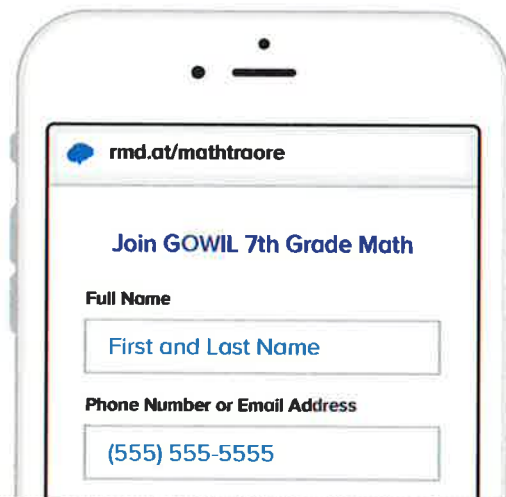 rmd.at/mathtraore
Join GOWIL 7th Grade Math
Full Name
First and Last Name
Phone Number or Email Address
(555) 555-5555